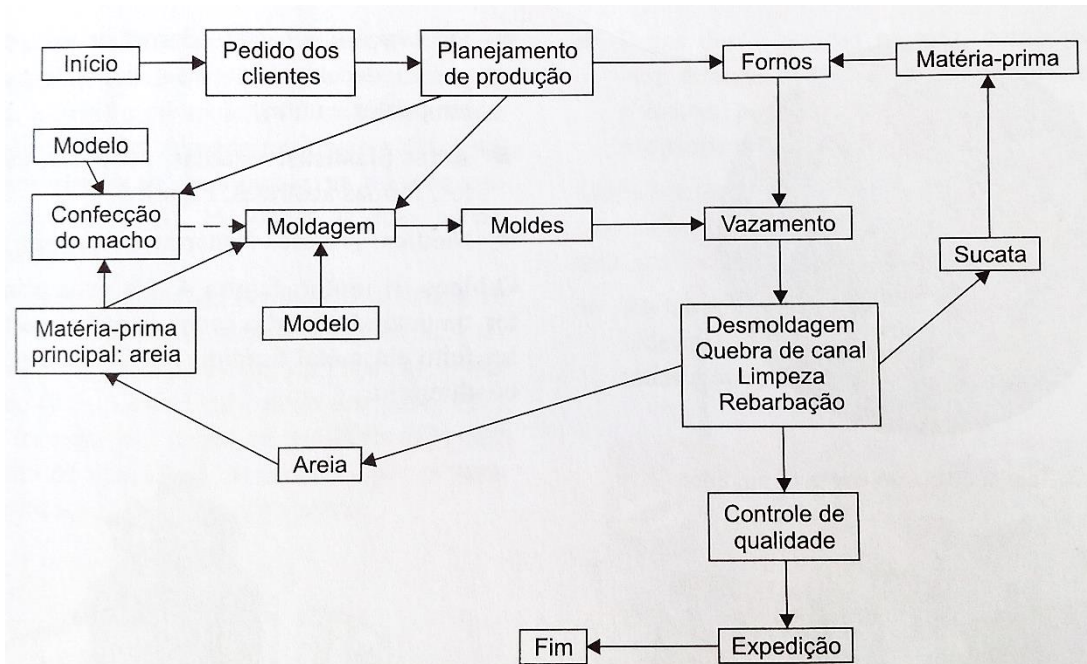 Início
Pedido dos
clientes
Planejamento
de produção
Fornos
Matéria-prima
Modelo
Confecção
do macho
Moldagem
Moldes
Vazamento
Sucata
Matéria-prima
principal: areia
Modelo
Desmoldagem
Quebra de canal
Limpeza
Rebarbação
Areia
Controle de
qualidade
Fim
Expedição